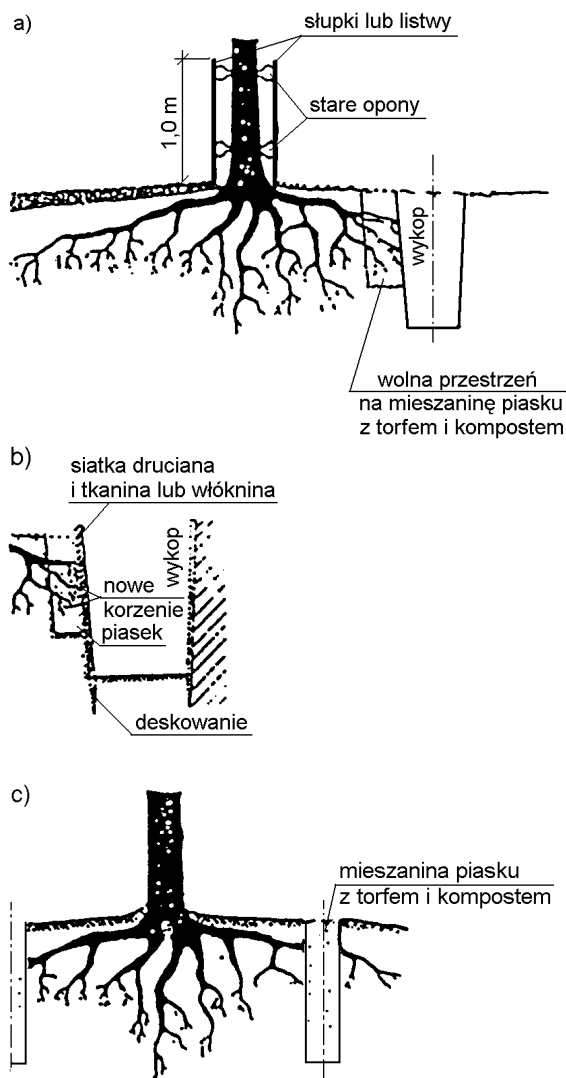 a)
słupki lub listwy
stare opony
1,0 m
wykop
wolna przestrzeń
na mieszaninę piasku
z torfem i kompostem
b)
siatka druciana
i tkanina lub włóknina
wykop
nowe
korzenie
piasek
deskowanie
c)
mieszanina piasku
z torfem i kompostem